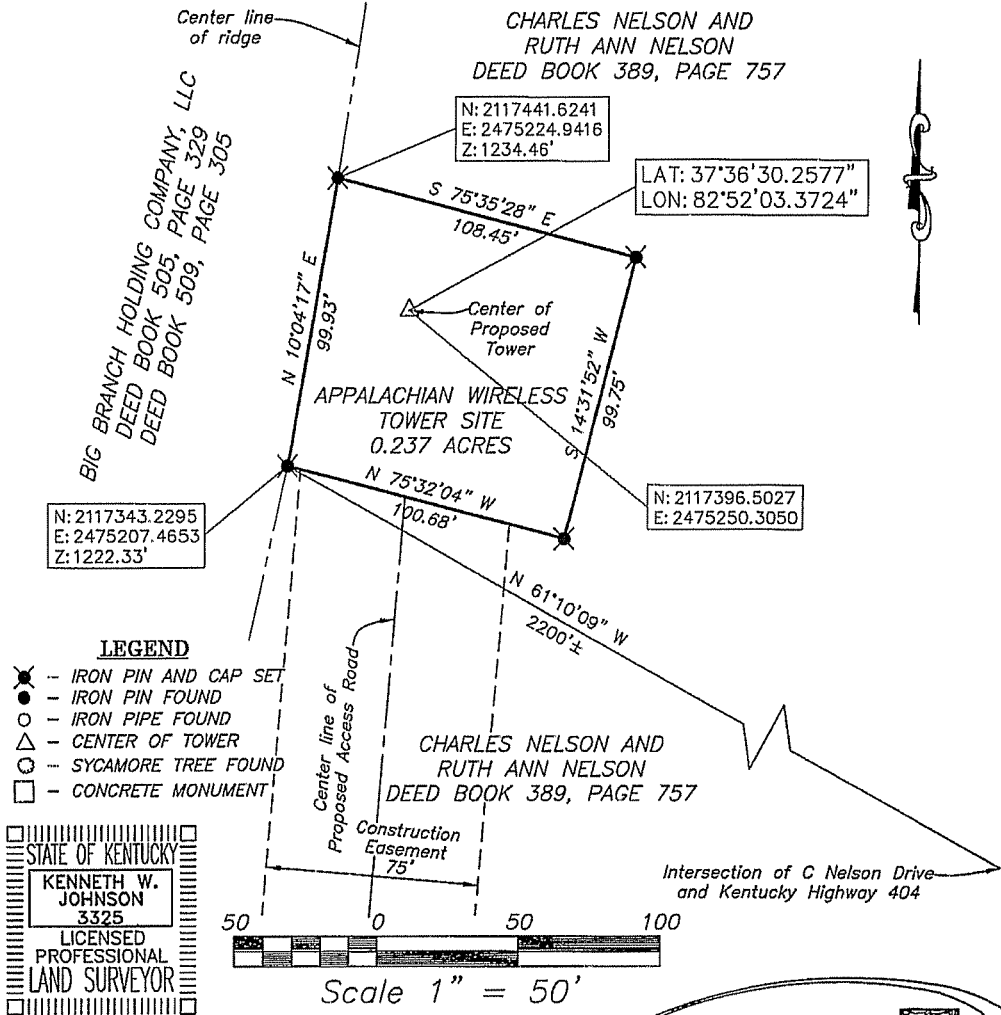 Center line
of ridge
CHARLES NELSON AND
RUTH ANN NELSON
DEED BOOK 389, PAGE 757
BIG BRANCH HOLDING COMPANY, LLC
DEED BOOK 505, PAGE 329
DEED BOOK 509, PAGE 305
N: 2117441.6241
E: 2475224.9416
Z: 1234.46'
LAT: 37°36'30.2577"
LON: 82°52'03.3724"
S 75°35'28" E
108.45'
N 10°04'17" E
99.93'
Center of
Proposed
Tower
S 14°31'52" W
99.75'
APPALACHIAN WIRELESS
TOWER SITE
0.237 ACRES
N 75°32'04" W
100.68'
N: 2117343.2295
E: 2475207.4653
Z: 1222.33'
N: 2117396.5027
E: 2475250.3050
N 61°10'09" W
2200'±
LEGEND
- IRON PIN AND CAP SET
- IRON PIN FOUND
- IRON PIPE FOUND
- CENTER OF TOWER
- SYCAMORE TREE FOUND
- CONCRETE MONUMENT
Center line of
Proposed Access Road
CHARLES NELSON AND
RUTH ANN NELSON
DEED BOOK 389, PAGE 757
Construction
Easement
75'
Intersection of C Nelson Drive
and Kentucky Highway 404
STATE OF KENTUCKY
KENNETH W.
JOHNSON
3325
LICENSED
PROFESSIONAL
LAND SURVEYOR
50 0 50 100
Scale 1" = 50'